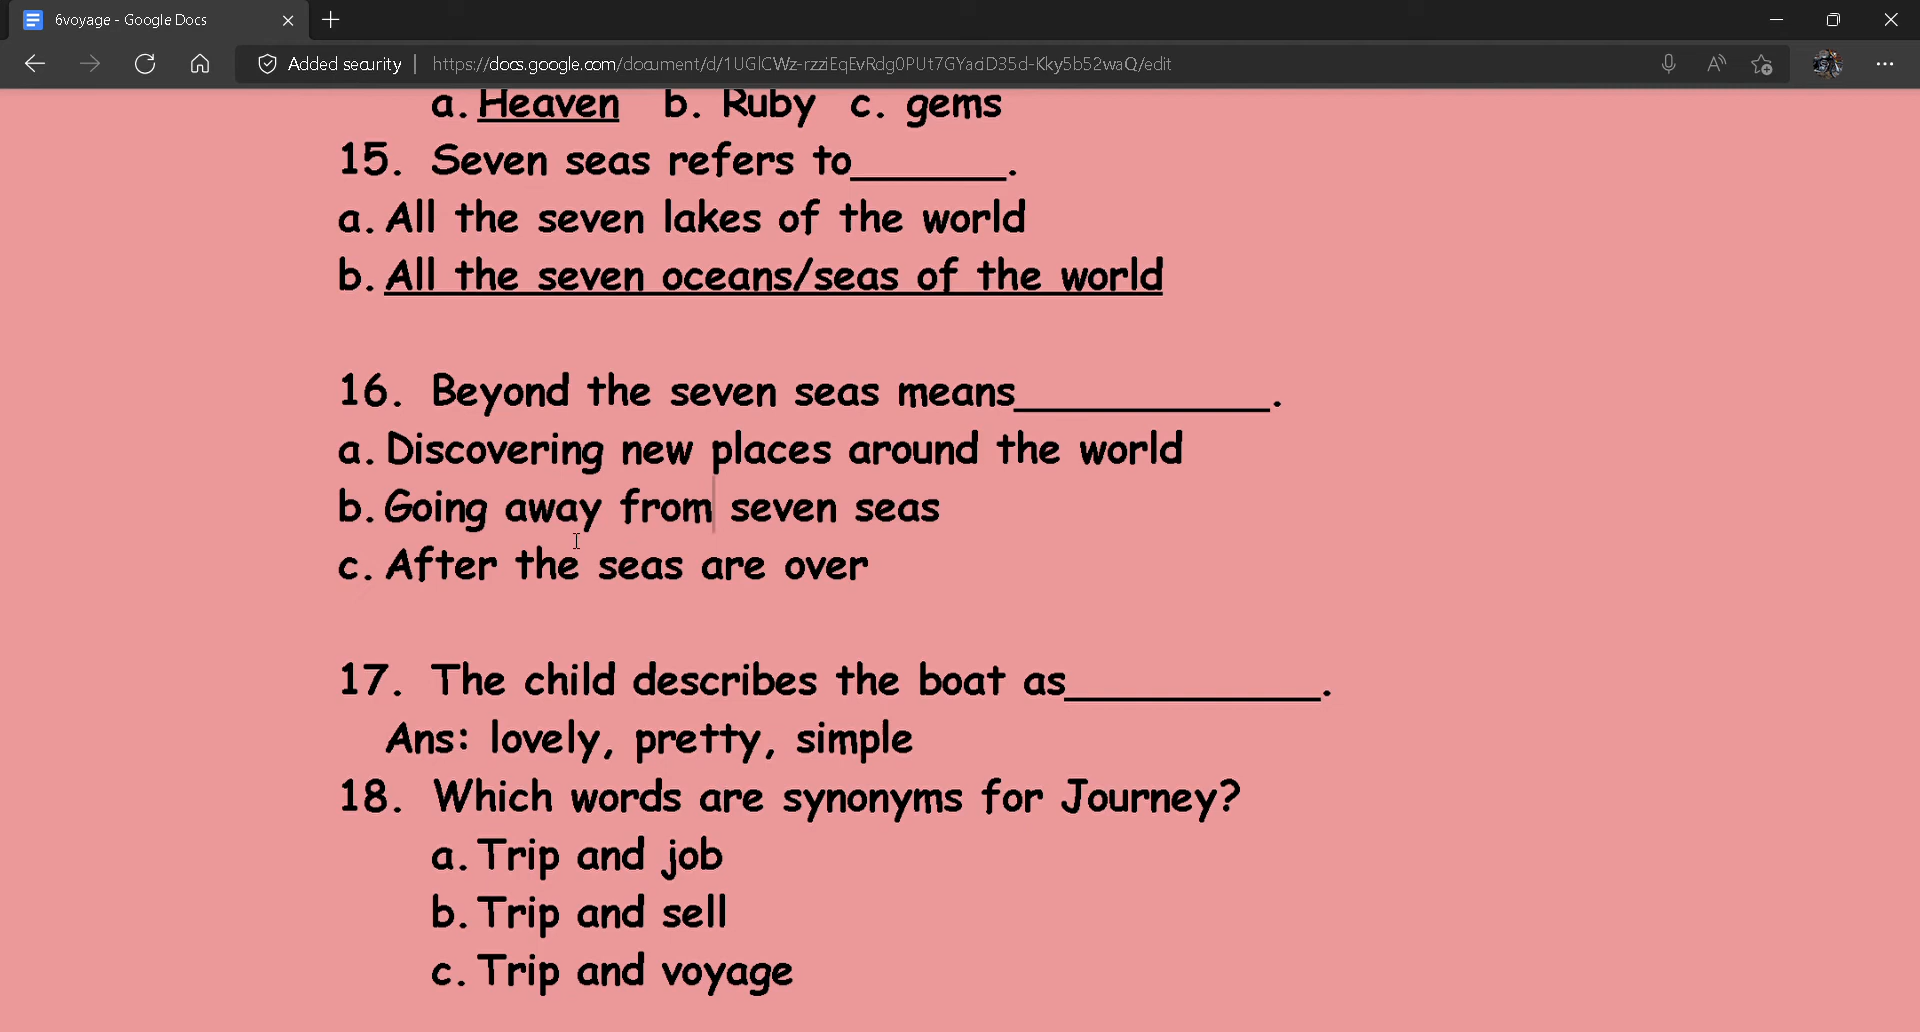 6voyage - Google Docs
Added security
https://docs.google.com/document/d/1UGlCWz-rzziEqEvRdg0PUt7GYaciD35d-Kky5b52waQ/edit
a. Heaven b. Ruby c. gems
15. Seven seas refers to_______.
a. All the seven lakes of the world
b. All the seven oceans/seas of the world
16. Beyond the seven seas means___________.
a. Discovering new places around the world
b. Going away from seven seas
c. After the seas are over
17. The child describes the boat as___________.
Ans: lovely, pretty, simple
18. Which words are synonyms for Journey?
a. Trip and job
b. Trip and sell
c. Trip and voyage